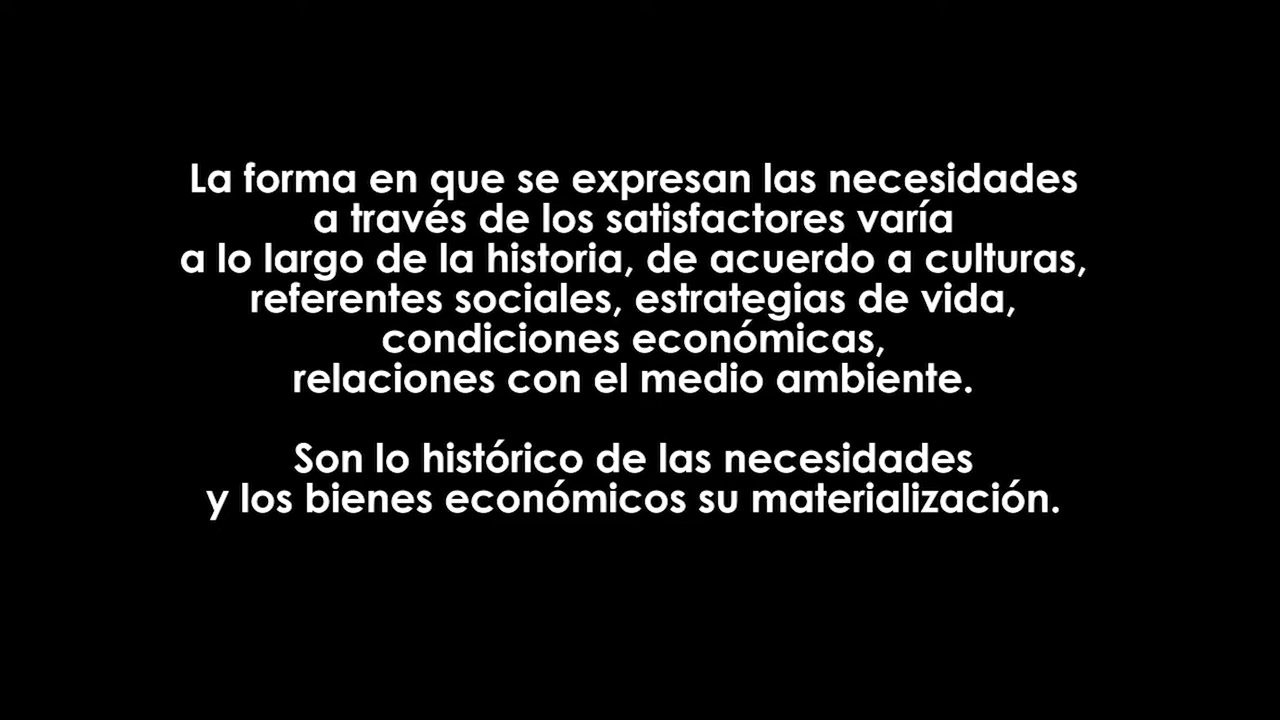 La forma en que se expresan las necesidades
a través de los satisfactores varía
a lo largo de la historia, de acuerdo a culturas,
referentes sociales, estrategias de vida,
condiciones económicas,
relaciones con el medio ambiente.
Son lo histórico de las necesidades
y los bienes económicos su materialización.